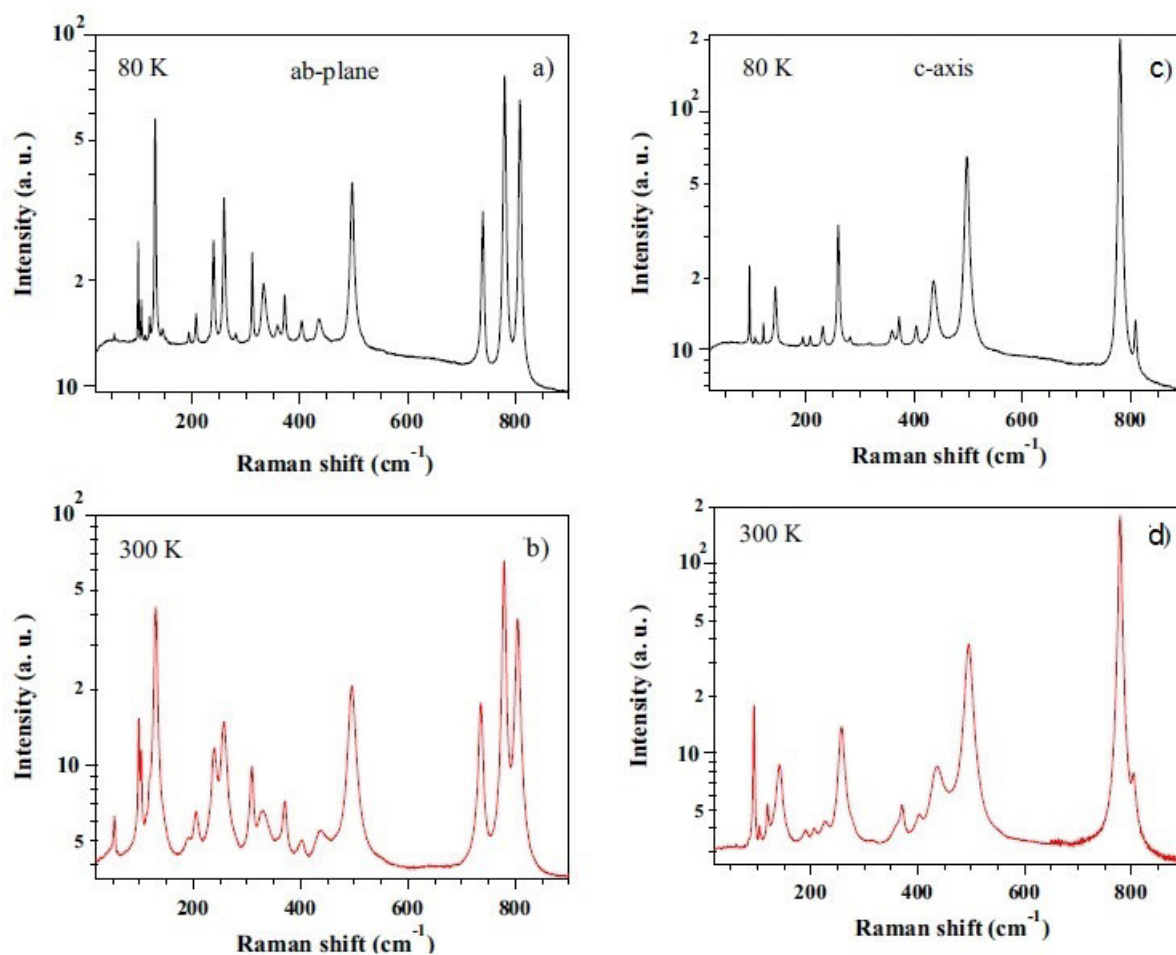 10²
80 K ab-plane a)
5
2
10
200 400 600 800
Intensity (a. u.)
Raman shift (cm⁻¹)
2
80 K c-axis c)
10²
5
2
10
200 400 600 800
Intensity (a. u.)
Raman shift (cm⁻¹)
10²
300 K b)
5
2
10
5
200 400 600 800
Intensity (a. u.)
Raman shift (cm⁻¹)
2
300 K d)
10²
5
2
10
5
200 400 600 800
Intensity (a. u.)
Raman shift (cm⁻¹)